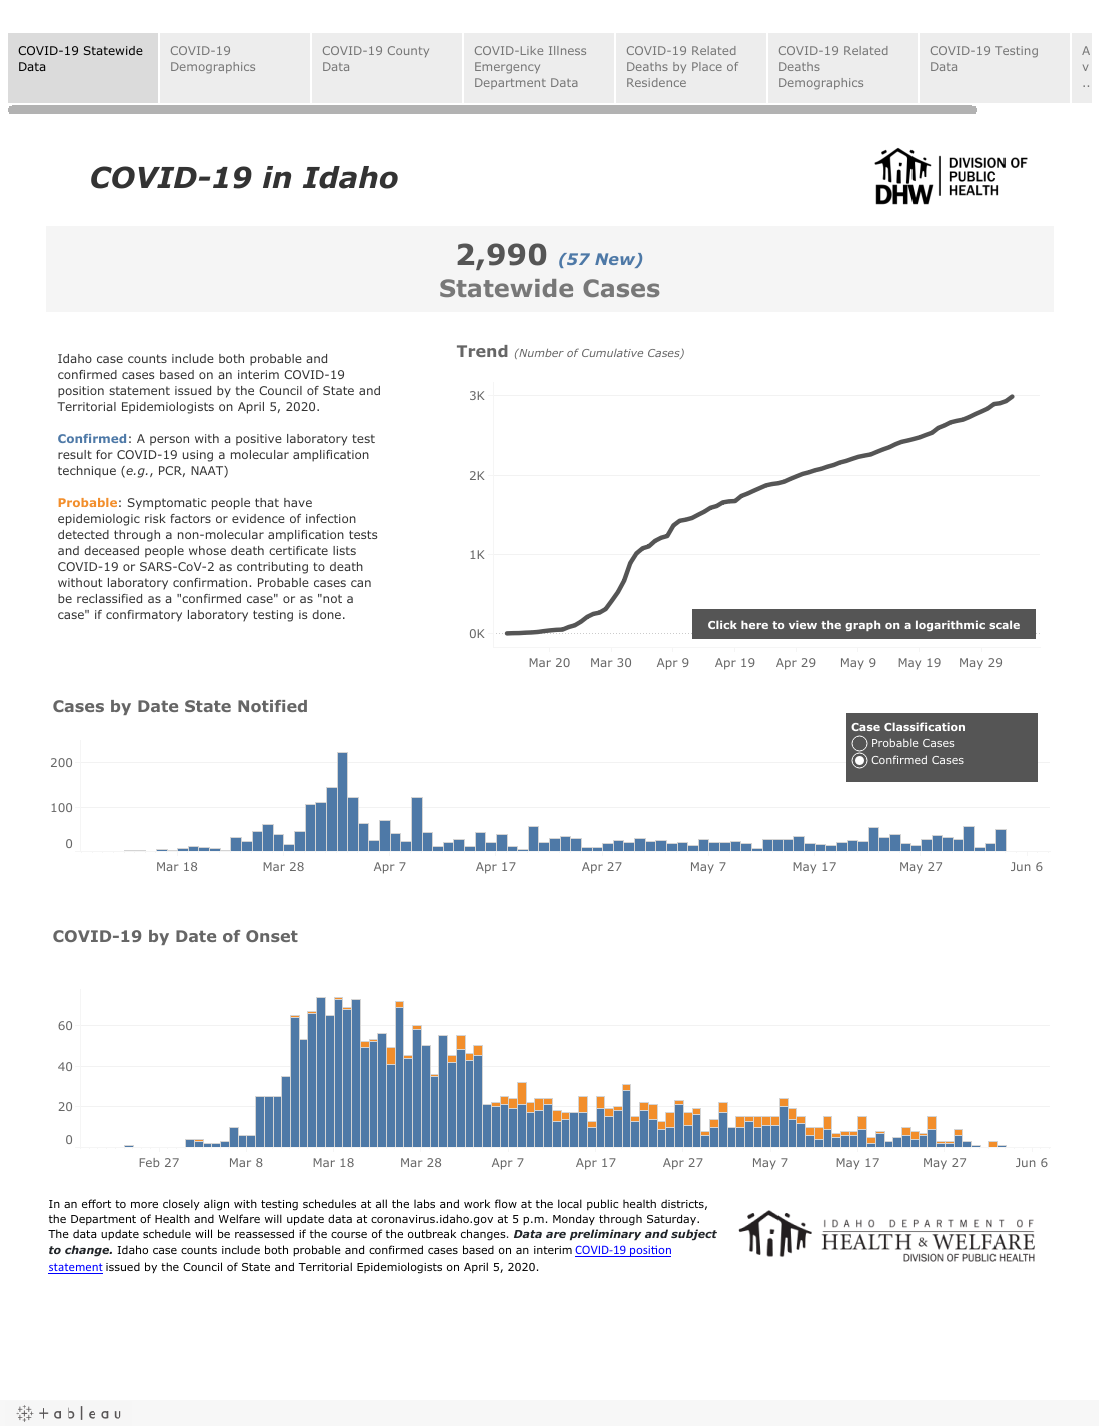 COVID-19 Statewide
Data
COVID-19
Demographics
COVID-19 County
Data
COVID-Like Illness
Emergency
Department Data
COVID-19 Related
Deaths by Place of
Residence
COVID-19 Related
Deaths
Demographics
COVID-19 Testing
Data
A
v
..
COVID-19 in Idaho
DHW
DIVISION OF
PUBLIC
HEALTH
2,990 (57 New)
Statewide Cases
Idaho case counts include both probable and
confirmed cases based on an interim COVID-19
position statement issued by the Council of State and
Territorial Epidemiologists on April 5, 2020.
Confirmed: A person with a positive laboratory test
result for COVID-19 using a molecular amplification
technique (e.g., PCR, NAAT)
Probable: Symptomatic people that have
epidemiologic risk factors or evidence of infection
detected through a non-molecular amplification tests
and deceased people whose death certificate lists
COVID-19 or SARS-CoV-2 as contributing to death
without laboratory confirmation. Probable cases can
be reclassified as a "confirmed case" or as "not a
case" if confirmatory laboratory testing is done.
Trend (Number of Cumulative Cases)
3K
2K
1K
0K
Click here to view the graph on a logarithmic scale
Mar 20 Mar 30 Apr 9 Apr 19 Apr 29 May 9 May 19 May 29
Cases by Date State Notified
Case Classification
Probable Cases
Confirmed Cases
200
100
0
Mar 18 Mar 28 Apr 7 Apr 17 Apr 27 May 7 May 17 May 27 Jun 6
COVID-19 by Date of Onset
60
40
20
0
Feb 27 Mar 8 Mar 18 Mar 28 Apr 7 Apr 17 Apr 27 May 7 May 17 May 27 Jun 6
In an effort to more closely align with testing schedules at all the labs and work flow at the local public health districts,
the Department of Health and Welfare will update data at coronavirus.idaho.gov at 5 p.m. Monday through Saturday.
The data update schedule will be reassessed if the course of the outbreak changes. Data are preliminary and subject
to change. Idaho case counts include both probable and confirmed cases based on an interim COVID-19 position
statement issued by the Council of State and Territorial Epidemiologists on April 5, 2020.
IDAHO DEPARTMENT OF
HEALTH & WELFARE
DIVISION OF PUBLIC HEALTH
+ableau